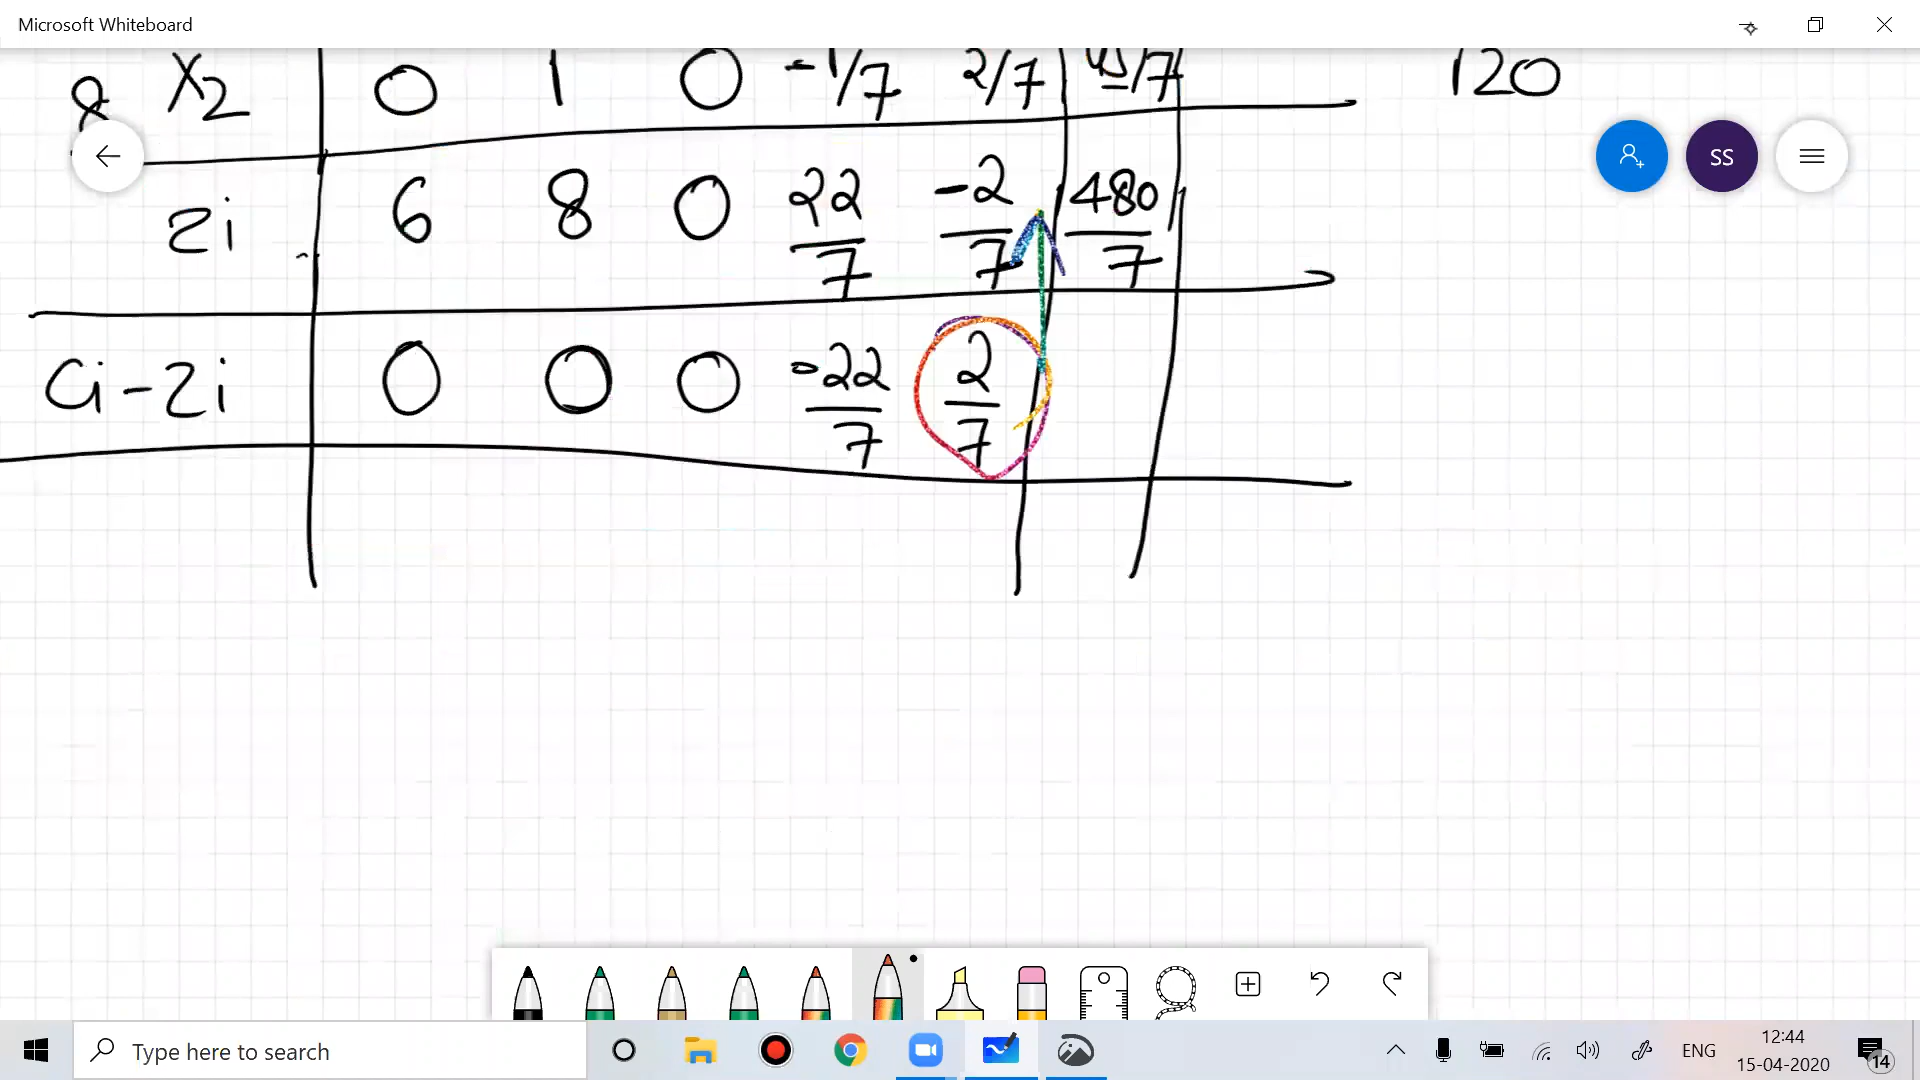 Microsoft Whiteboard
8 X2 0 1 0 -1/7 2/7 /7 120
SS
zi 6 8 0 22/7 -2/7 480/7
Ci-zi 0 0 0 -22/7 2/7
Type here to search
ENG
12:44
15-04-2020
14